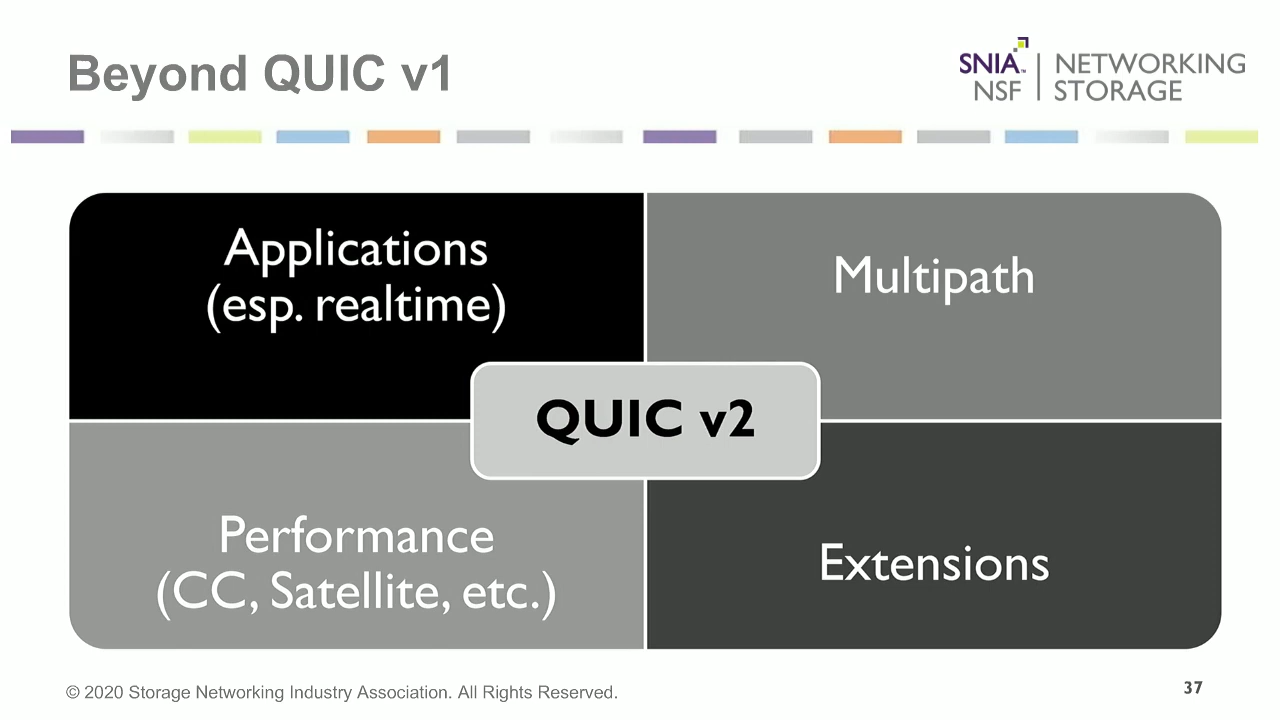 Beyond QUIC v1
SNIA™ NSF
NETWORKING STORAGE
Applications
(esp. realtime)
Multipath
QUIC v2
Performance
(CC, Satellite, etc.)
Extensions
© 2020 Storage Networking Industry Association. All Rights Reserved.
37